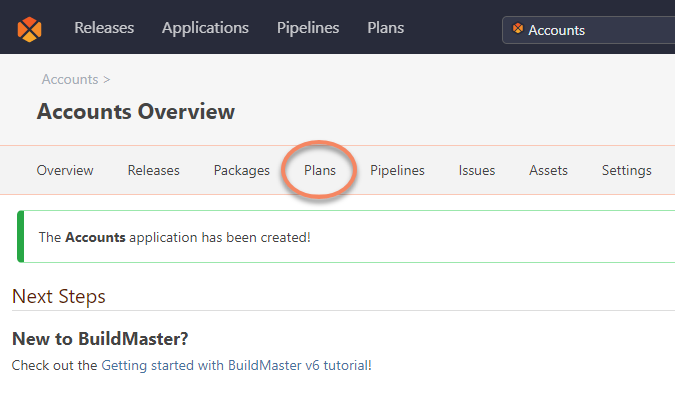 Releases Applications Pipelines Plans Accounts
Accounts >
Accounts Overview
Overview Releases Packages Plans Pipelines Issues Assets Settings
The Accounts application has been created!
Next Steps
New to BuildMaster?
Check out the Getting started with BuildMaster v6 tutorial!